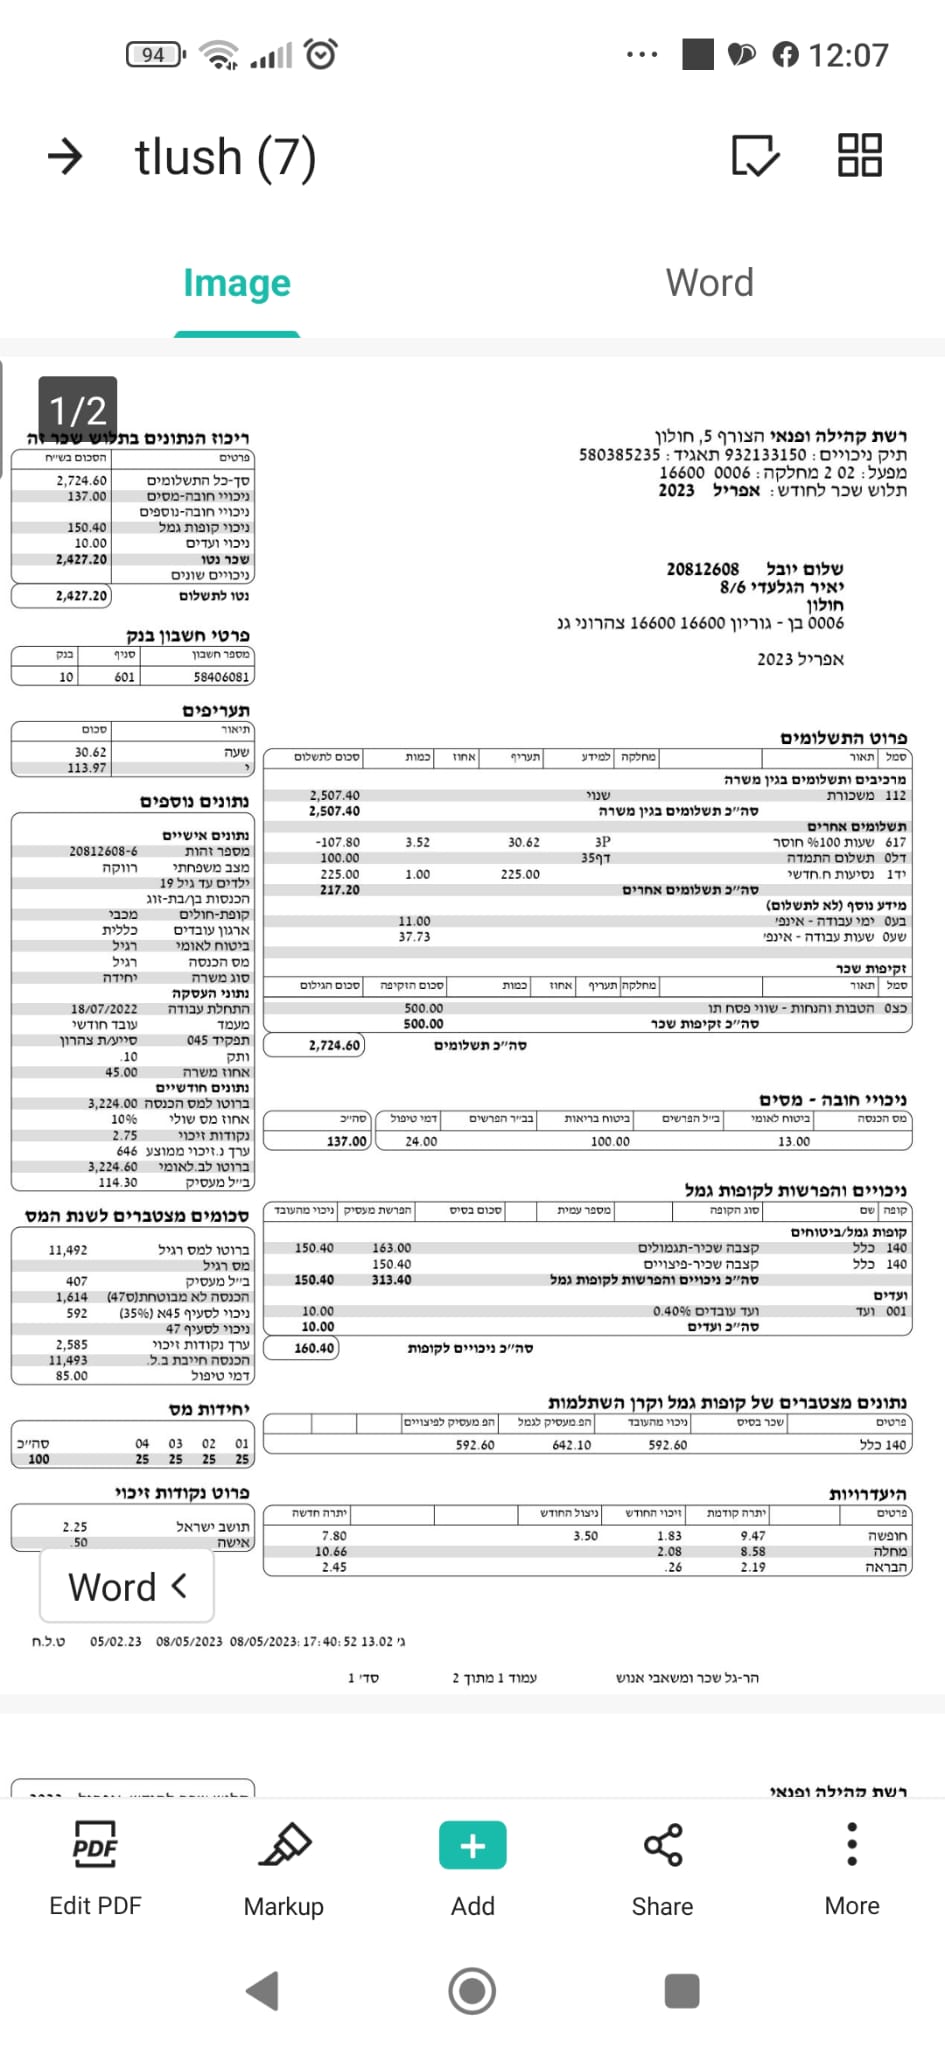 94
12:07
tlush (7)
Image
Word
1/2
רשת קהילה ופנאי הצורף 5, חולון
תיק ניכויים : 932133150 תאגיד : 580385235
מפעל : 02 2 מחלקה : 0006 16600
תלוש שכר לחודש : אפריל 2023
שלום יובל 20812608
יאיר הגלעדי 8/6
חולון
0006 בן - גוריון 16600 16600 צהרוני גנ
אפריל 2023
ריכוז הנתונים בתלוש שכר זה
פרטים הסכום בש״ח
סך-כל התשלומים 2,724.60
ניכויי חובה-מסים 137.00
ניכויי חובה-נוספים
ניכוי קופות גמל 150.40
ניכוי ועדים 10.00
שכר נטו 2,427.20
ניכויים שונים
נטו לתשלום 2,427.20
פרטי חשבון בנק
מספר חשבון סניף בנק
58406081 601 10
תעריפים
תיאור סכום
שעה 30.62
י 113.97
פרוט התשלומים
סמל תאור מחלקה למידע תעריף אחוז כמות סכום לתשלום
מרכיבים ותשלומים בגין משרה
112 משכורת שנוי 2,507.40
סה״כ תשלומים בגין משרה 2,507.40
תשלומים אחרים
617 שעות 100% חוסר 3P 30.62 3.52 -107.80
דל0 תשלום התמדה דף35 100.00
יד1 נסיעות ח.חדשי 225.00 1.00 225.00
סה״כ תשלומים אחרים 217.20
מידע נוסף (לא לתשלום)
בע0 ימי עבודה - אינפ׳ 11.00
שע0 שעות עבודה - אינפ׳ 37.73
זקיפות שכר
סמל תאור מחלקה תעריף אחוז כמות סכום הזקיפה סכום הגילום
כצ0 הטבות והנחות - שווי פסח תו 500.00
סה״כ זקיפות שכר 500.00
סה״כ תשלומים 2,724.60
נתונים נוספים
נתונים אישיים
מספר זהות 20812608-6
מצב משפחתי רווקה
ילדים עד גיל 19
הכנסות בן/בת-זוג
קופת-חולים מכבי
ארגון עובדים כללית
ביטוח לאומי רגיל
מס הכנסה רגיל
סוג משרה יחידה
נתוני העסקה
התחלת עבודה 18/07/2022
מעמד עובד חודשי
תפקיד 045 סייע/ת צהרון
ותק .10
אחוז משרה 45.00
נתונים חודשיים
ברוטו למס הכנסה 3,224.00
אחוז מס שולי 10%
נקודות זיכוי 2.75
ערך נ.זיכוי ממוצע 646
ברוטו לב.לאומי 3,224.60
ב״ל מעסיק 114.30
ניכויי חובה - מסים
מס הכנסה ביטוח לאומי ב״ל הפרשים ביטוח בריאות בב״ר הפרשים דמי טיפול סה״כ
13.00 100.00 24.00 137.00
ניכויים והפרשות לקופות גמל
קופה שם סוג הקופה מספר עמית סכום בסיס הפרשת מעסיק ניכוי מהעובד
קופות גמל/ביטוחים
140 כלל קצבה שכיר-תגמולים 163.00 150.40
140 כלל קצבה שכיר-פיצויים 150.40
סה״כ ניכויים והפרשות לקופות גמל 313.40 150.40
ועדים
001 ועד ועד עובדים 0.40% 10.00
סה״כ ועדים 10.00
סה״כ ניכויים לקופות 160.40
סכומים מצטברים לשנת המס
ברוטו למס רגיל 11,492
מס רגיל
ב״ל מעסיק 407
הכנסה לא מבוטחת(ס47) 1,614
ניכוי לסעיף 45א (35%) 592
ניכוי לסעיף 47
ערך נקודות זיכוי 2,585
הכנסה חייבת ב.ל. 11,493
דמי טיפול 85.00
נתונים מצטברים של קופות גמל וקרן השתלמות
פרטים שכר בסיס ניכוי מהעובד הפ.מעסיק לגמל הפ מעסיק לפיצויים
140 כלל 592.60 642.10 592.60
יחידות מס
01 02 03 04 סה״כ
25 25 25 25 100
היעדרויות
פרטים יתרה קודמת זיכוי החודש ניצול החודש יתרה חדשה
חופשה 9.47 1.83 3.50 7.80
מחלה 8.58 2.08 10.66
הבראה 2.19 .26 2.45
פרוט נקודות זיכוי
תושב ישראל 2.25
אישה .50
Word
ט.ל.ח 05/02.23 08/05/2023 08/05/2023:17:40:52 13.02 ג׳
הר-גל שכר ומשאבי אנוש עמוד 1 מתוך 2 סד׳ 1
רשת קהילה ופנאי
PDF
Edit PDF
Markup
Add
Share
More